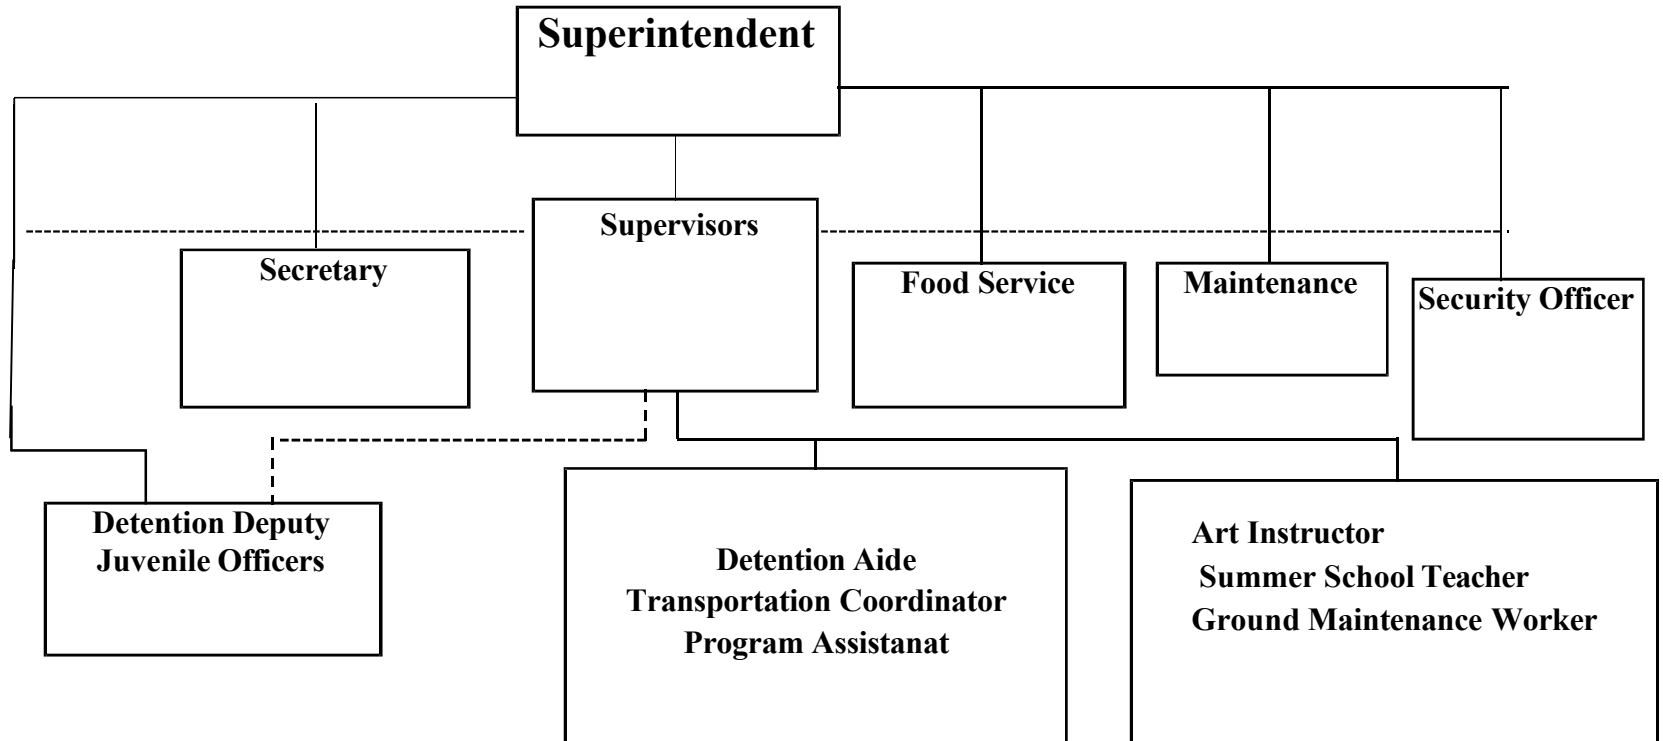 Superintendent
Supervisors
Secretary
Food Service
Maintenance
Security Officer
Detention Deputy
Juvenile Officers
Detention Aide
Transportation Coordinator
Program Assistanat
Art Instructor
Summer School Teacher
Ground Maintenance Worker